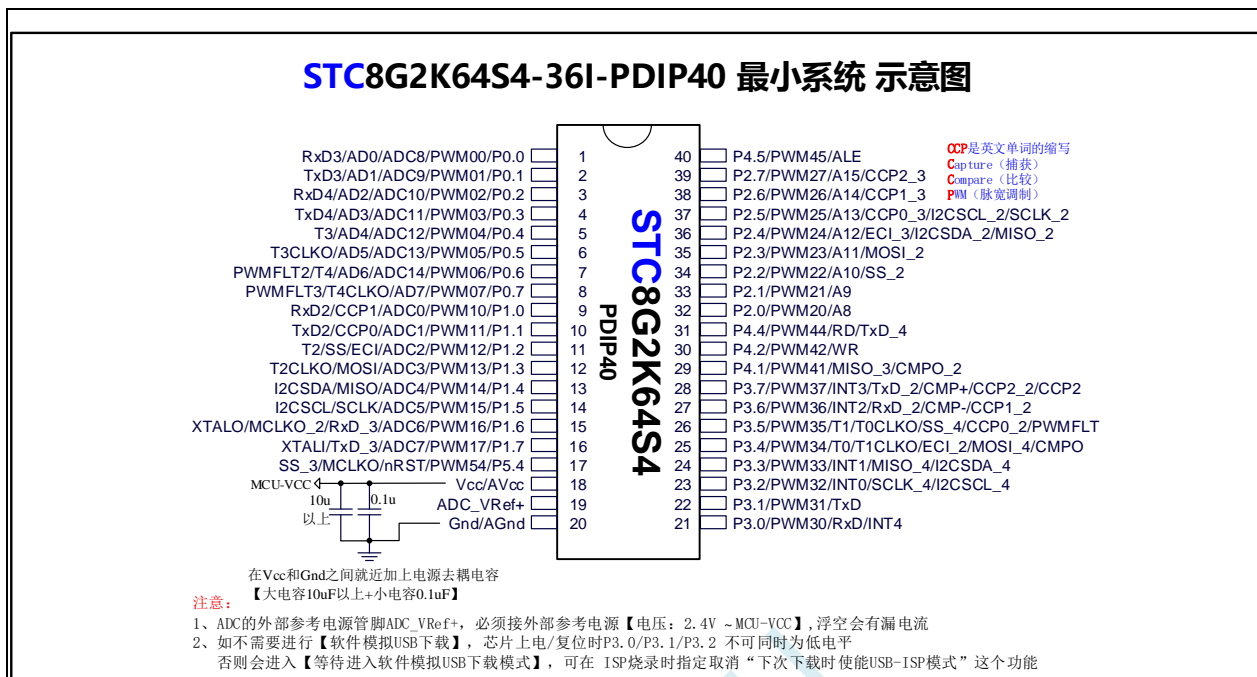 STC8G2K64S4-36I-PDIP40 最小系统 示意图
CCP是英文单词的缩写
Capture（捕获）
Compare（比较）
PWM（脉宽调制）
RxD3/AD0/ADC8/PWM00/P0.0 1 40 P4.5/PWM45/ALE
TxD3/AD1/ADC9/PWM01/P0.1 2 39 P2.7/PWM27/A15/CCP2_3
RxD4/AD2/ADC10/PWM02/P0.2 3 38 P2.6/PWM26/A14/CCP1_3
TxD4/AD3/ADC11/PWM03/P0.3 4 37 P2.5/PWM25/A13/CCP0_3/I2CSCL_2/SCLK_2
T3/AD4/ADC12/PWM04/P0.4 5 36 P2.4/PWM24/A12/ECI_3/I2CSDA_2/MISO_2
T3CLKO/AD5/ADC13/PWM05/P0.5 6 35 P2.3/PWM23/A11/MOSI_2
PWMFLT2/T4/AD6/ADC14/PWM06/P0.6 7 34 P2.2/PWM22/A10/SS_2
PWMFLT3/T4CLKO/AD7/PWM07/P0.7 8 33 P2.1/PWM21/A9
RxD2/CCP1/ADC0/PWM10/P1.0 9 32 P2.0/PWM20/A8
TxD2/CCP0/ADC1/PWM11/P1.1 10 31 P4.4/PWM44/RD/TxD_4
T2/SS/ECI/ADC2/PWM12/P1.2 11 30 P4.2/PWM42/WR
T2CLKO/MOSI/ADC3/PWM13/P1.3 12 29 P4.1/PWM41/MISO_3/CMPO_2
I2CSDA/MISO/ADC4/PWM14/P1.4 13 28 P3.7/PWM37/INT3/TxD_2/CMP+/CCP2_2/CCP2
I2CSCL/SCLK/ADC5/PWM15/P1.5 14 27 P3.6/PWM36/INT2/RxD_2/CMP-/CCP1_2
XTALO/MCLKO_2/RxD_3/ADC6/PWM16/P1.6 15 26 P3.5/PWM35/T1/T0CLKO/SS_4/CCP0_2/PWMFLT
XTALI/TxD_3/ADC7/PWM17/P1.7 16 25 P3.4/PWM34/T0/T1CLKO/ECI_2/MOSI_4/CMPO
SS_3/MCLKO/nRST/PWM54/P5.4 17 24 P3.3/PWM33/INT1/MISO_4/I2CSDA_4
MCU-VCC Vcc/AVcc 18 23 P3.2/PWM32/INT0/SCLK_4/I2CSCL_4
ADC_VRef+ 19 22 P3.1/PWM31/TxD
Gnd/AGnd 20 21 P3.0/PWM30/RxD/INT4
STC8G2K64S4
PDIP40
10u 0.1u
以上
在Vcc和Gnd之间就近加上电源去耦电容
【大电容10uF以上+小电容0.1uF】
注意：
1、ADC的外部参考电源管脚ADC_VRef+，必须接外部参考电源【电压：2.4V ~MCU-VCC】,浮空会有漏电流
2、如不需要进行【软件模拟USB下载】，芯片上电/复位时P3.0/P3.1/P3.2 不可同时为低电平
否则会进入【等待进入软件模拟USB下载模式】，可在 ISP烧录时指定取消“下次下载时使能USB-ISP模式”这个功能